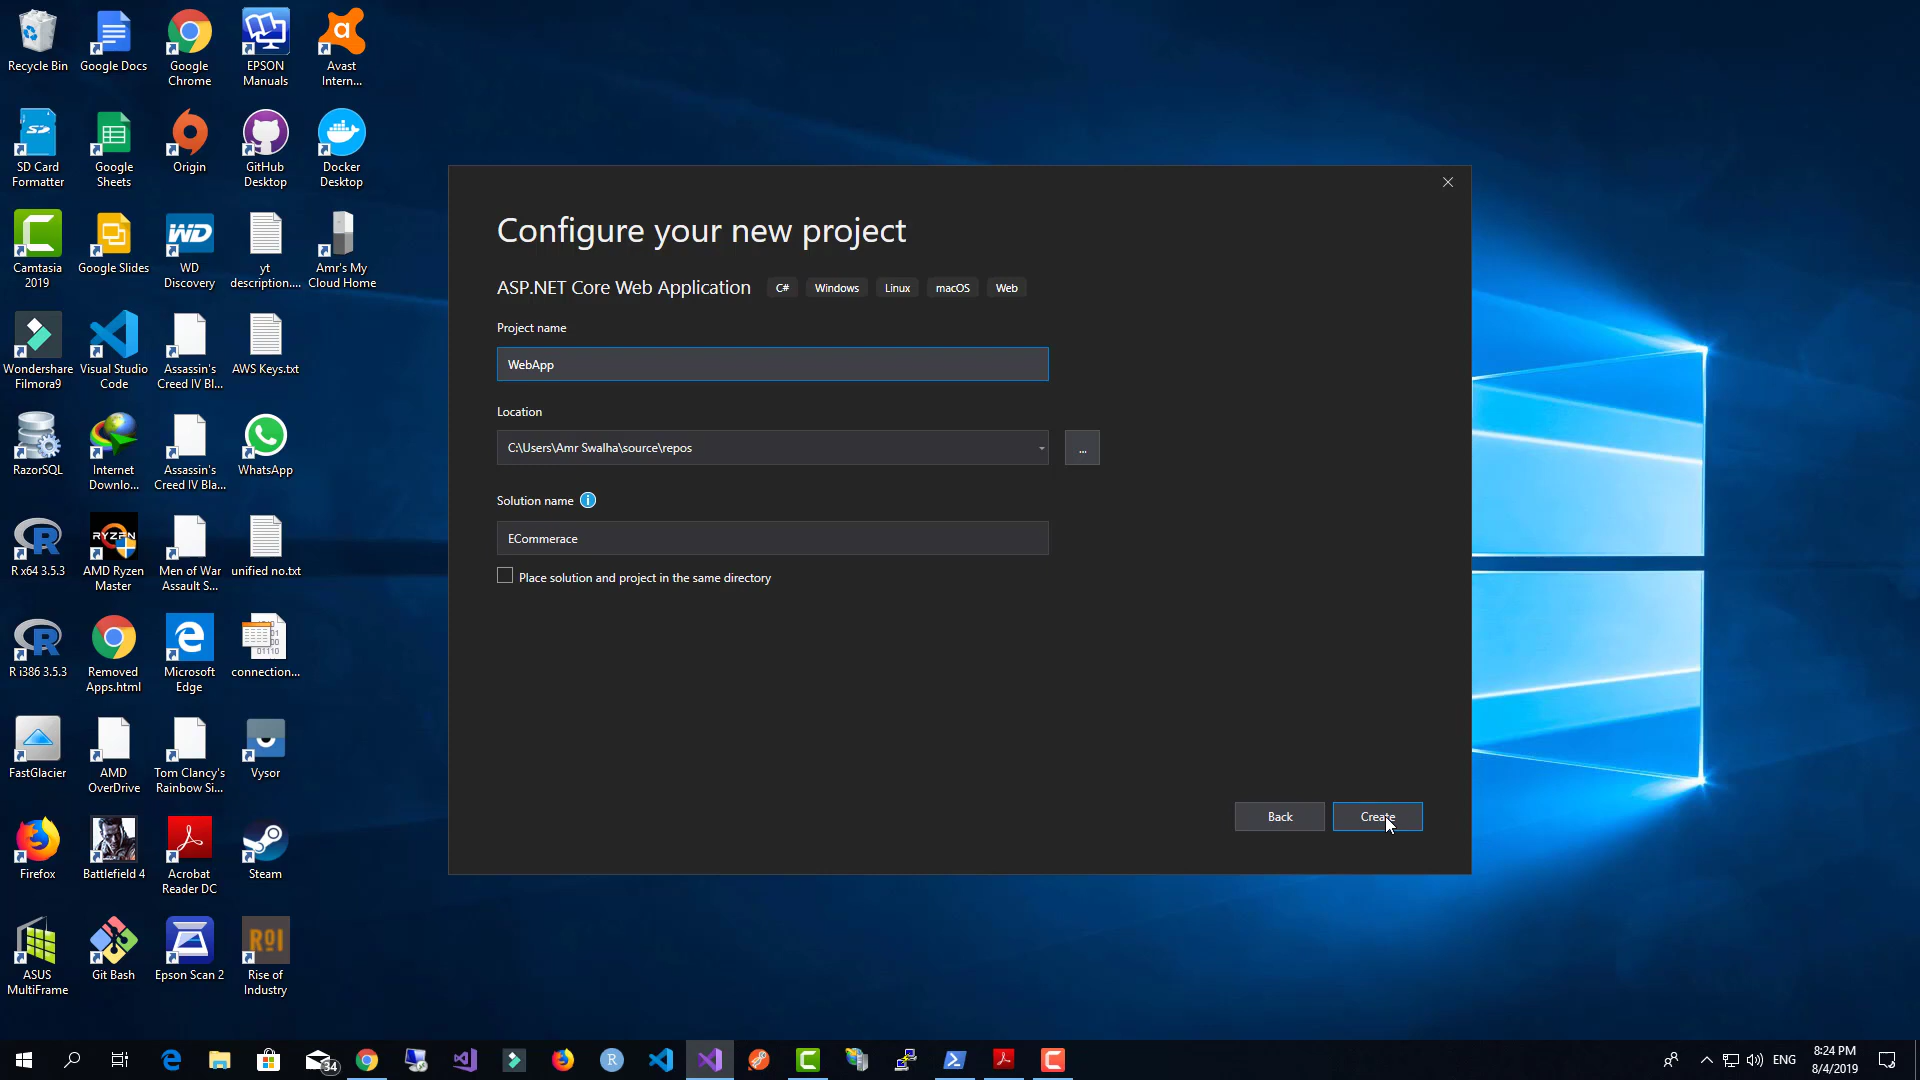 Recycle Bin
Google Docs
Google
Chrome
EPSON
Manuals
Avast
Intern...
SD Card
Formatter
Google
Sheets
Origin
GitHub
Desktop
Docker
Desktop
Camtasia
2019
Google Slides
WD
WD
Discovery
yt
description....
Amr's My
Cloud Home
Wondershare
Filmora9
Visual Studio
Code
Assassin's
Creed IV Bl...
AWS Keys.txt
RazorSQL
Internet
Downlo...
Assassin's
Creed IV Bla...
WhatsApp
R x64 3.5.3
RYZEN
AMD Ryzen
Master
Men of War
Assault S...
unified no.txt
R i386 3.5.3
Removed
Apps.html
Microsoft
Edge
connection...
FastGlacier
AMD
OverDrive
Tom Clancy's
Rainbow Si...
Vysor
Firefox
Battlefield 4
Acrobat
Reader DC
Steam
ASUS
MultiFrame
Git Bash
Epson Scan 2
ROI
Rise of
Industry
Configure your new project
ASP.NET Core Web Application C# Windows Linux macOS Web
Project name
WebApp
Location
C:\Users\Amr Swalha\source\repos
...
Solution name
ECommerace
Place solution and project in the same directory
Back
Create
34
ENG
8:24 PM
8/4/2019